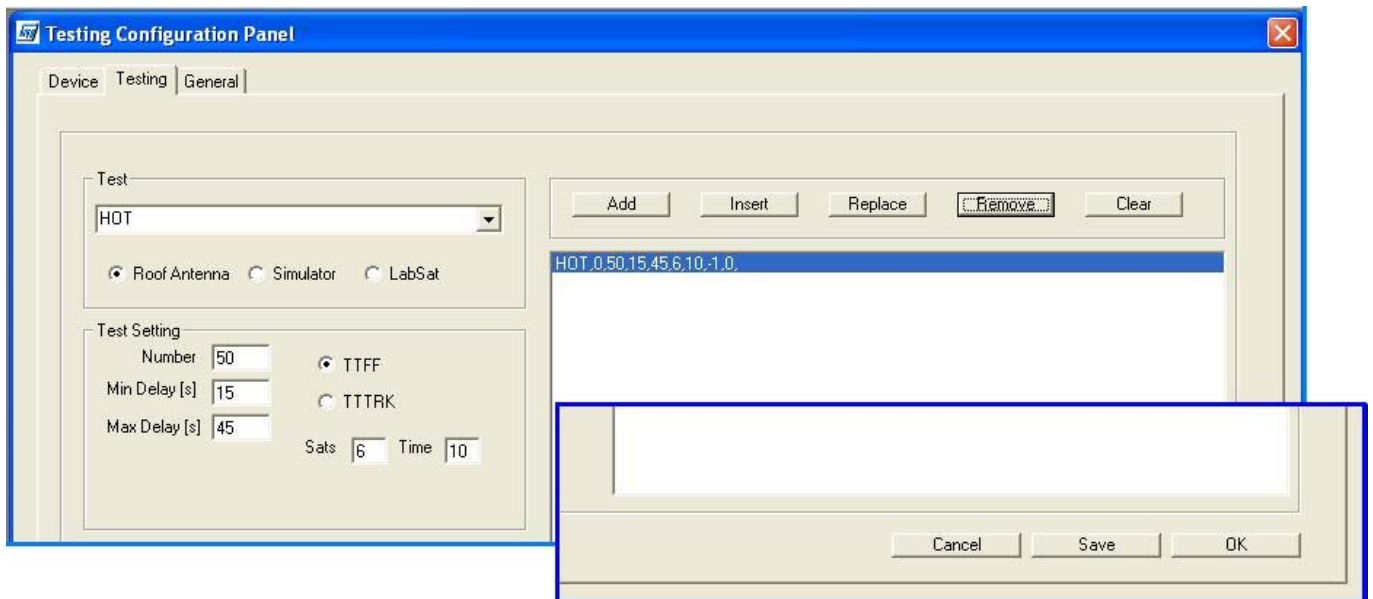 Testing Configuration Panel
Device Testing General
Test
HOT
Roof Antenna Simulator LabSat
Test Setting
Number 50
Min Delay [s] 15
Max Delay [s] 45
TTFF
TTTRK
Sats 6 Time 10
Add Insert Replace Remove Clear
HOT,0,50,15,45,6,10,-1,0,
Cancel Save OK